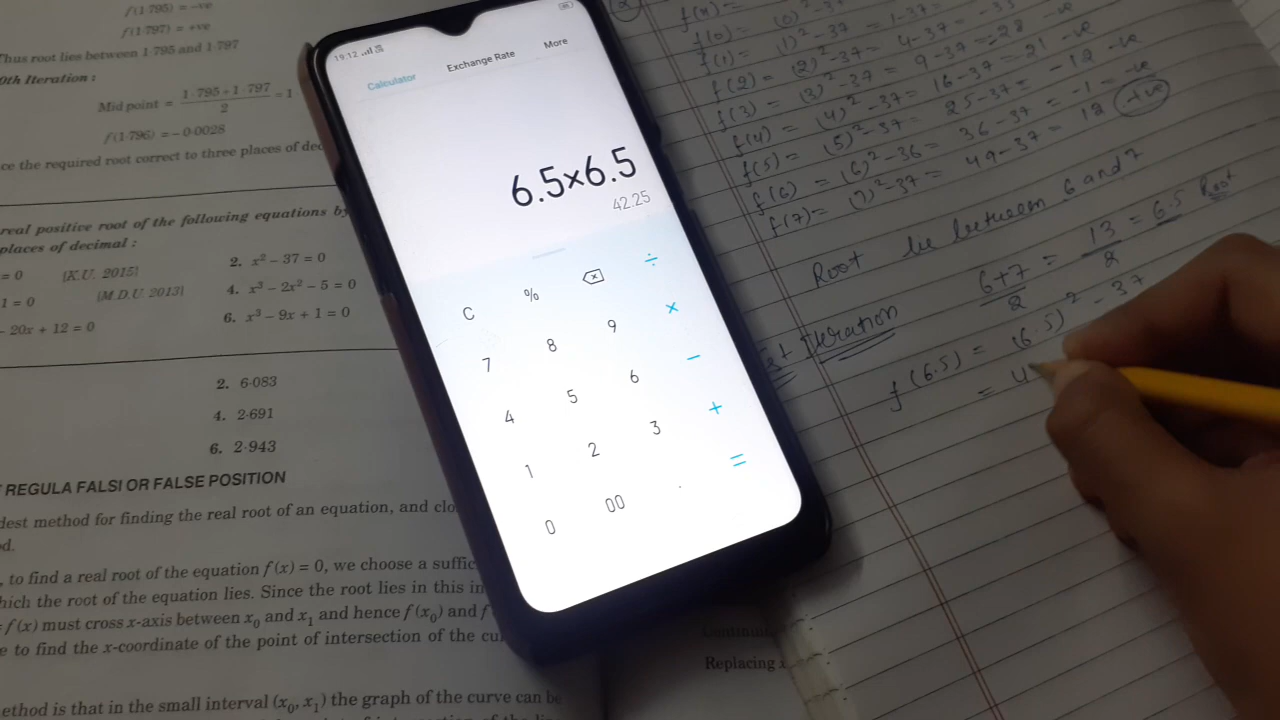 f(1·795) = –ve
f(1·797) = +ve
Thus root lies between 1·795 and 1·797
0th Iteration :
Mid point = 1·795 + 1·797 / 2 = 1
f(1·796) = – 0·0028
ce the required root correct to three places of dec
real positive root of the following equations by
places of decimal :
= 0 [K.U. 2015]
2. x² – 37 = 0
1 = 0 [M.D.U. 2013]
4. x³ – 2x² – 5 = 0
– 20x + 12 = 0
6. x³ – 9x + 1 = 0
2. 6·083
4. 2·691
6. 2·943
REGULA FALSI OR FALSE POSITION
dest method for finding the real root of an equation, and clo
d.
, to find a real root of the equation f(x) = 0, we choose a suffic
hich the root of the equation lies. Since the root lies in this in
= f(x) must cross x-axis between x₀ and x₁ and hence f(x₀) and f
e to find the x-coordinate of the point of intersection of the cu
ethod is that in the small interval (x₀, x₁) the graph of the curve can be
19:12
Calculator Exchange Rate More
6.5×6.5
42.25
C % ÷
7 8 9 ×
4 5 6 −
1 2 3 +
0 00 . =
f(x) =
f(0) = (0)² - 37
f(1) = (1)² - 37 = 1-37 =
f(2) = (2)² - 37 = 4-37 = -33
f(3) = (3)² - 37 = 9-37 = -28 -ve
f(4) = (4)² - 37 = 16-37 = 21 -ve
f(5) = (5)² - 37 = 25-37 = -12 -ve
f(6) = (6)² - 36 = 36-37 = -1 -ve
f(7) = (7)² - 37 = 49-37 = 12 +ve
Root lie between 6 and 7
6+7 / 2 = 13 / 2 = 6.5 Root
Iteration
f(6.5) = (6.5)² - 37
= 4
Replacing x